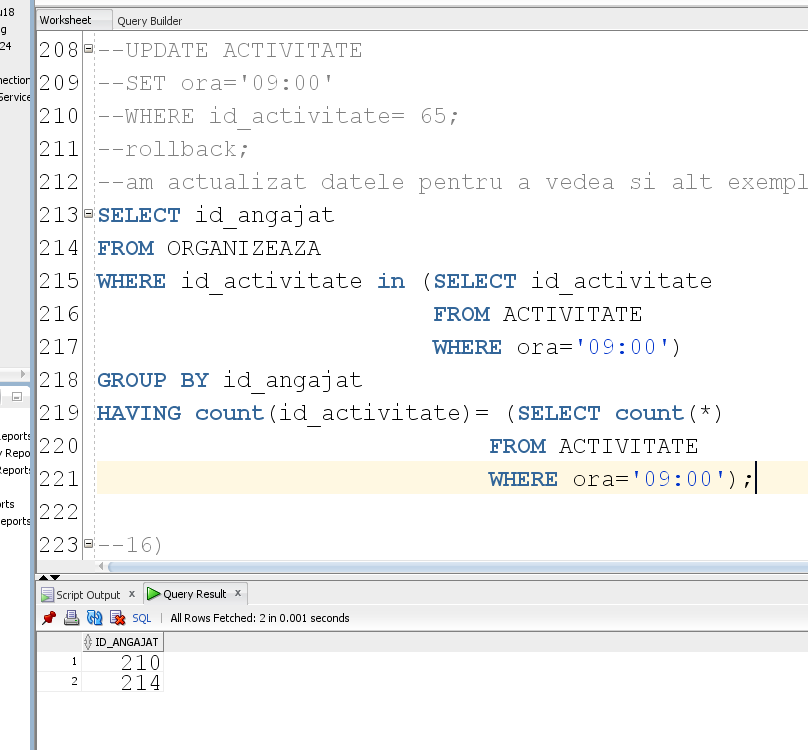 u18
g
24
nection
Service
eports
y Repo
Reports
rts
eports
Worksheet Query Builder
208 --UPDATE ACTIVITATE
209 --SET ora='09:00'
210 --WHERE id_activitate= 65;
211 --rollback;
212 --am actualizat datele pentru a vedea si alt exempl
213 SELECT id_angajat
214 FROM ORGANIZEAZA
215 WHERE id_activitate in (SELECT id_activitate
216 FROM ACTIVITATE
217 WHERE ora='09:00')
218 GROUP BY id_angajat
219 HAVING count(id_activitate)= (SELECT count(*)
220 FROM ACTIVITATE
221 WHERE ora='09:00');
222
223 --16)
Script Output x Query Result x
SQL | All Rows Fetched: 2 in 0.001 seconds
ID_ANGAJAT
1 210
2 214